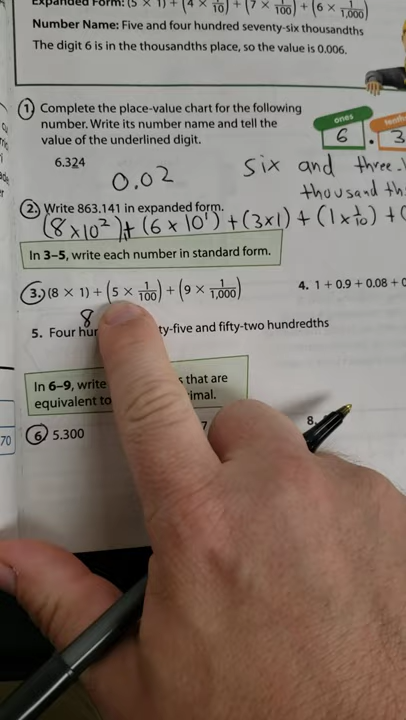 Expanded Form: (5 × 1) + (4 × 1/10) + (7 × 1/100) + (6 × 1/1,000)
Number Name: Five and four hundred seventy-six thousandths
The digit 6 is in the thousandths place, so the value is 0.006.
1 Complete the place-value chart for the following
number. Write its number name and tell the
value of the underlined digit.
ones
6 . 3
6.324
0.02
six and three
thousand th
2. Write 863.141 in expanded form.
(8×10²) + (6×10¹) + (3×1) + (1×1/10) + (
In 3–5, write each number in standard form.
3. (8 × 1) + (5 × 1/100) + (9 × 1/1,000)
4. 1 + 0.9 + 0.08 +
8
5. Four ty-five and fifty-two hundredths
In 6–9, write that are
equivalent to
6 5.300
7
8.
70